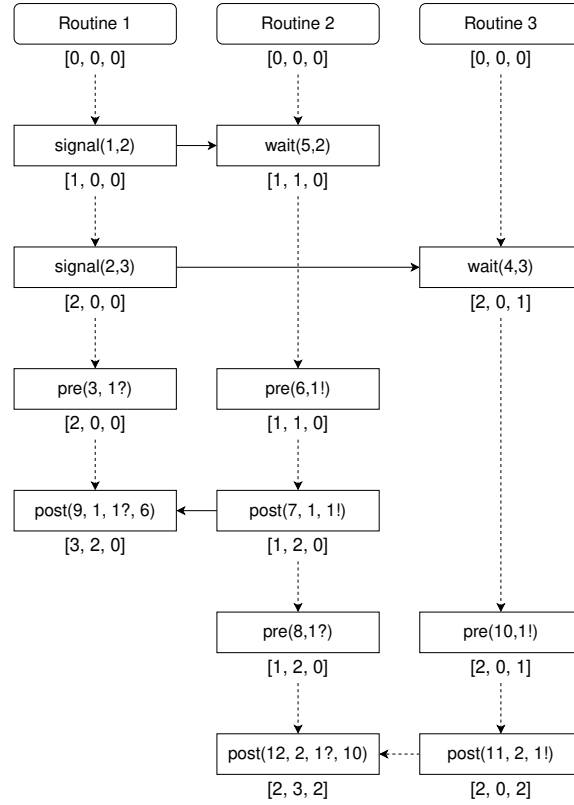 Routine 1
Routine 2
Routine 3
[0, 0, 0]
[0, 0, 0]
[0, 0, 0]
signal(1,2)
wait(5,2)
[1, 0, 0]
[1, 1, 0]
signal(2,3)
wait(4,3)
[2, 0, 0]
[2, 0, 1]
pre(3, 1?)
pre(6,1!)
[2, 0, 0]
[1, 1, 0]
post(9, 1, 1?, 6)
post(7, 1, 1!)
[3, 2, 0]
[1, 2, 0]
pre(8,1?)
pre(10,1!)
[1, 2, 0]
[2, 0, 1]
post(12, 2, 1?, 10)
post(11, 2, 1!)
[2, 3, 2]
[2, 0, 2]